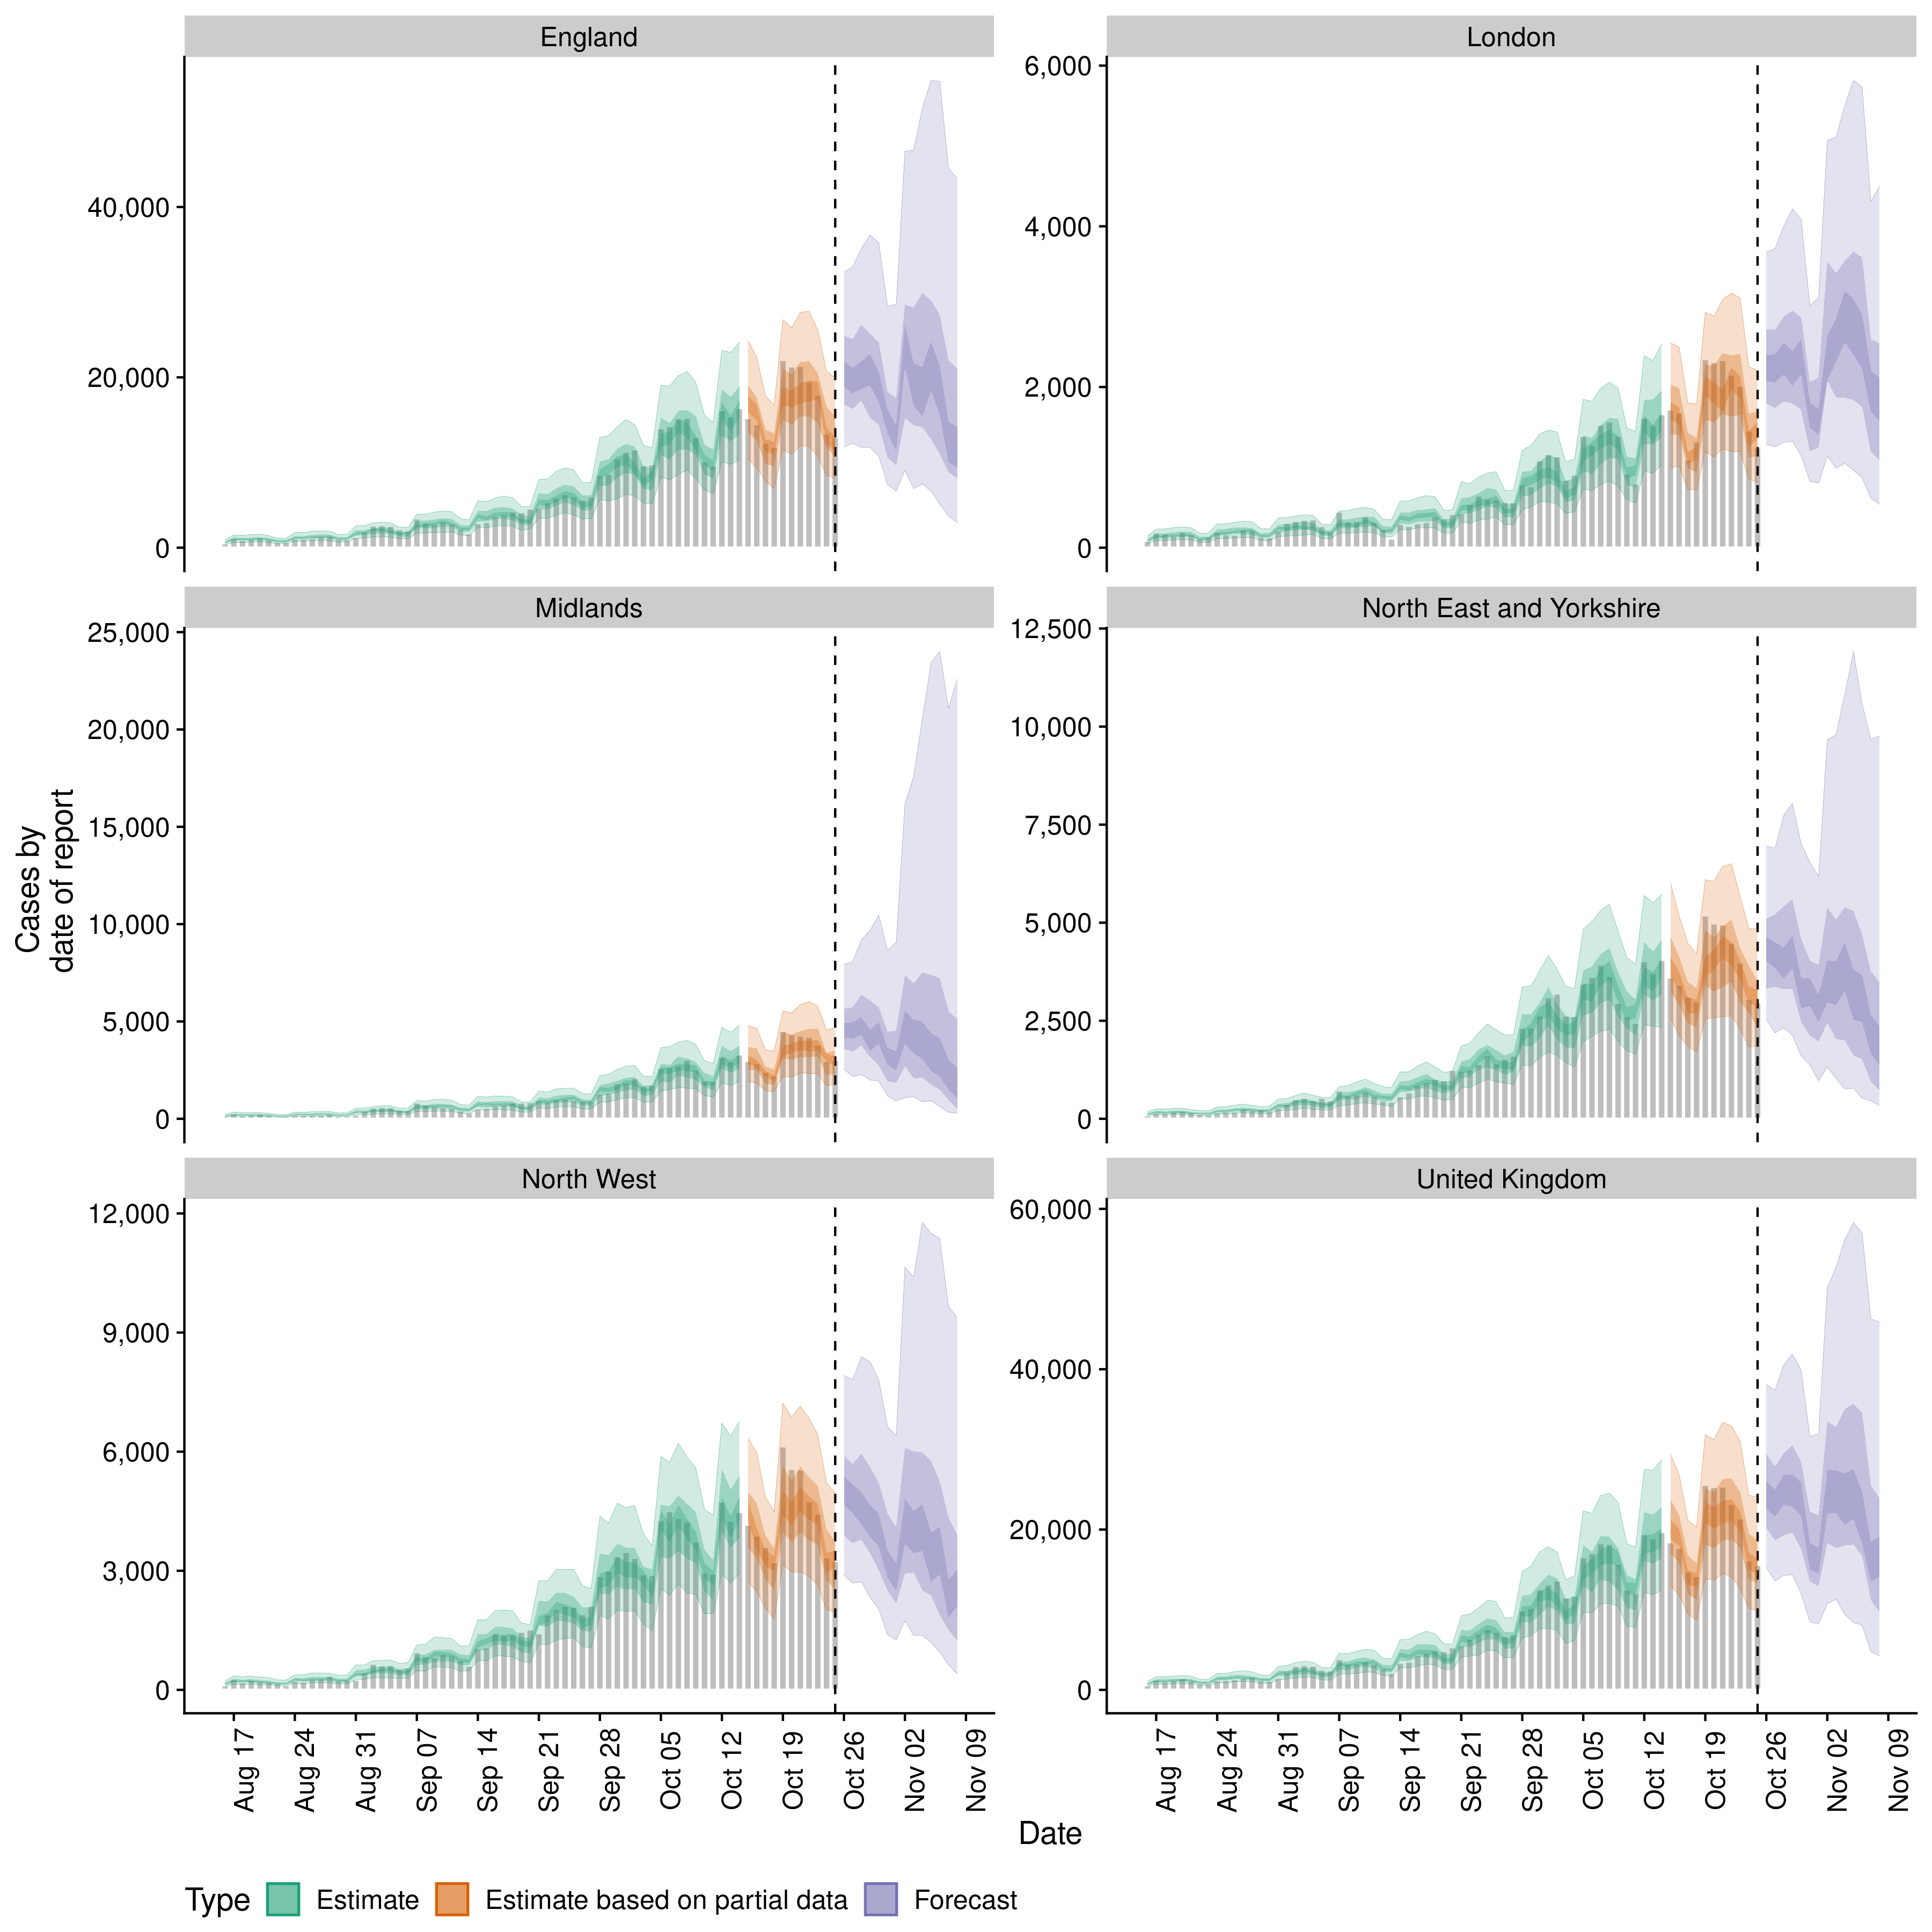 England
London
40,000
20,000
0
6,000
4,000
2,000
0
Midlands
North East and Yorkshire
25,000
20,000
15,000
10,000
5,000
0
12,500
10,000
7,500
5,000
2,500
0
North West
United Kingdom
12,000
9,000
6,000
3,000
0
60,000
40,000
20,000
0
Cases by
date of report
Aug 17
Aug 24
Aug 31
Sep 07
Sep 14
Sep 21
Sep 28
Oct 05
Oct 12
Oct 19
Oct 26
Nov 02
Nov 09
Aug 17
Aug 24
Aug 31
Sep 07
Sep 14
Sep 21
Sep 28
Oct 05
Oct 12
Oct 19
Oct 26
Nov 02
Nov 09
Date
Type Estimate Estimate based on partial data Forecast